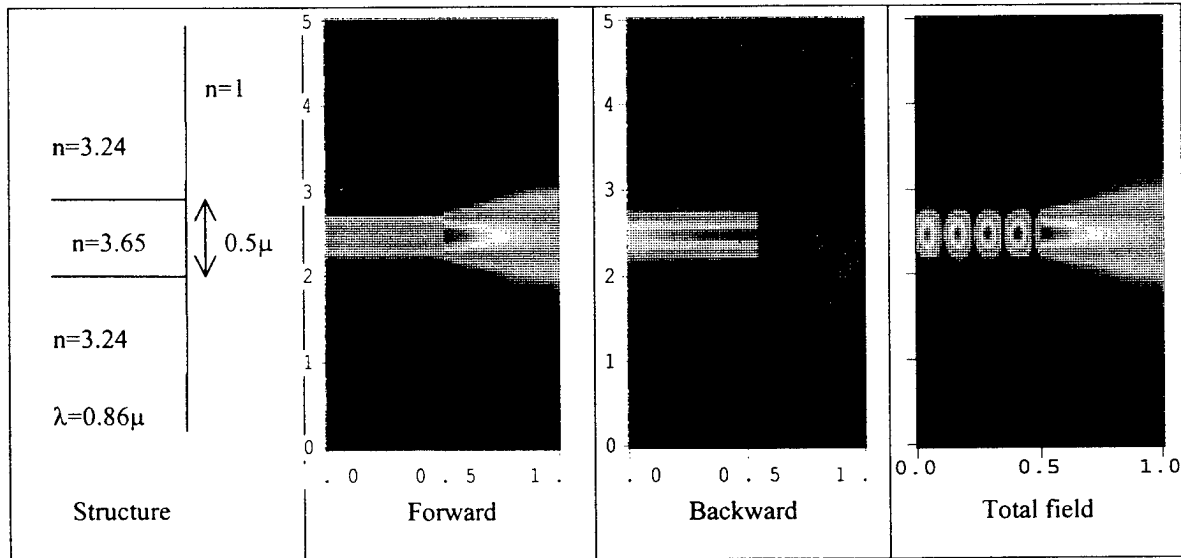 n=1
n=3.24
n=3.65
0.5μ
n=3.24
λ=0.86μ
Structure
5
4
3
2
1
0
. 0 0 . 5 1 .
Forward
5
4
3
2
1
0
. 0 0 . 5 1 .
Backward
0.0 0.5 1.0
Total field